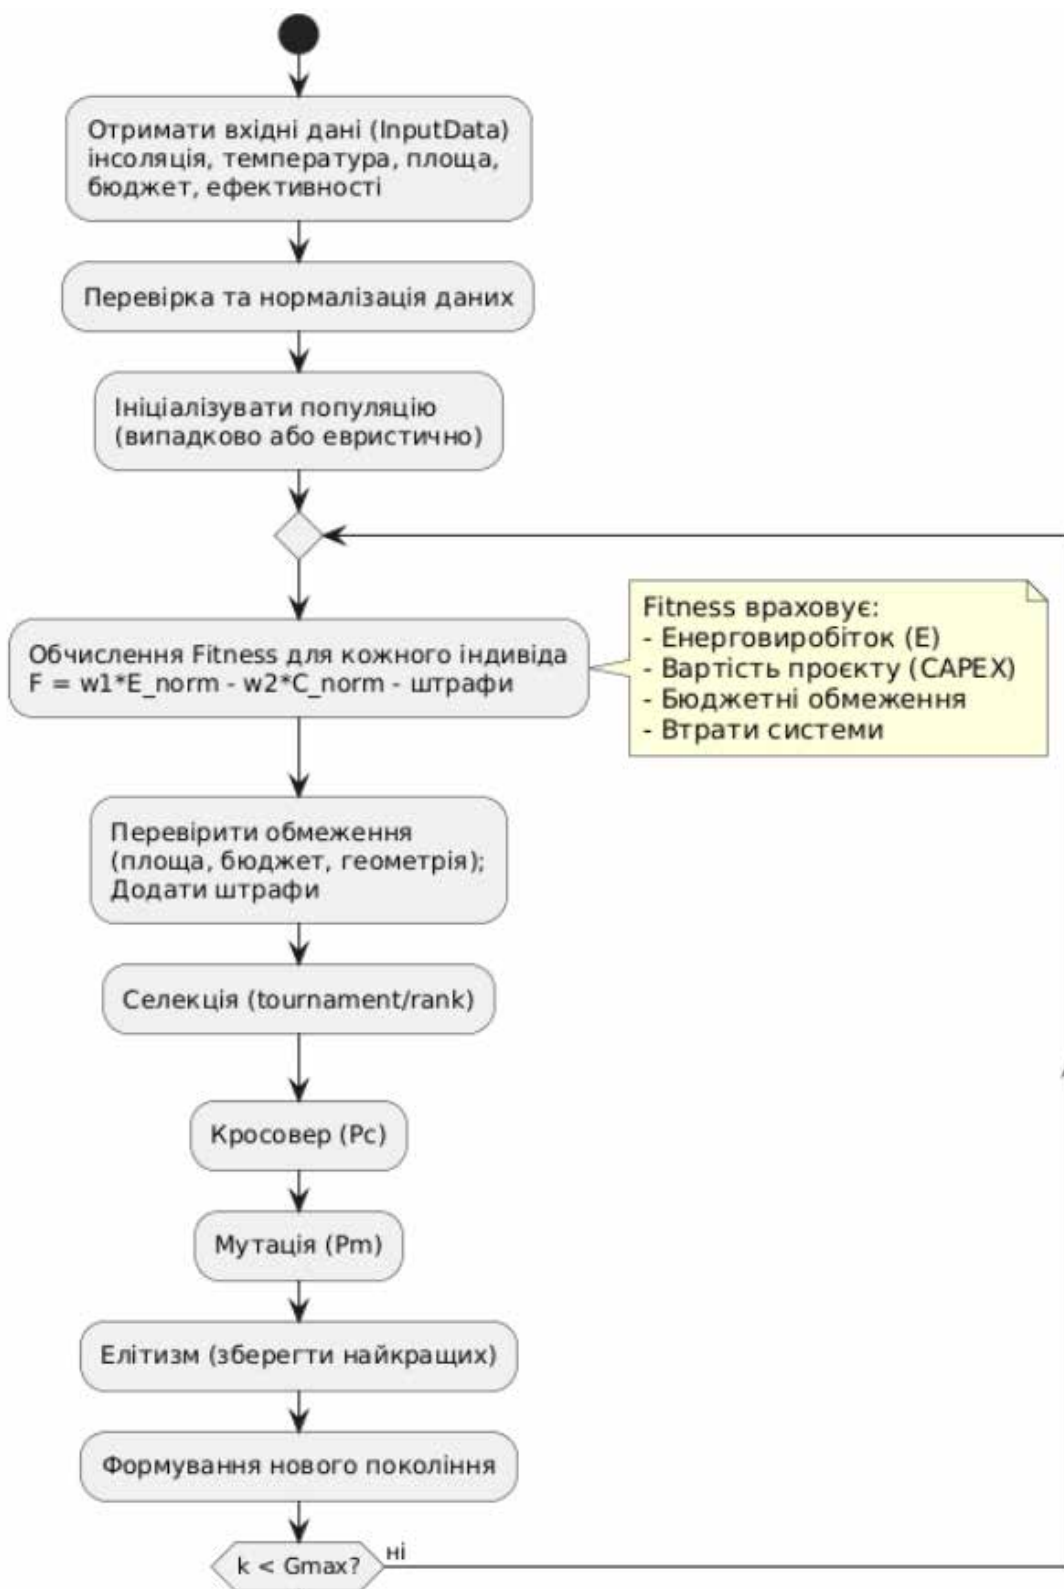 Отримати вхідні дані (InputData)
інсоляція, температура, площа,
бюджет, ефективності
Перевірка та нормалізація даних
Ініціалізувати популяцію
(випадково або евристично)
Обчислення Fitness для кожного індивіда
F = w1*E_norm - w2*C_norm - штрафи
Fitness враховує:
- Енерговиробіток (E)
- Вартість проєкту (CAPEX)
- Бюджетні обмеження
- Втрати системи
Перевірити обмеження
(площа, бюджет, геометрія);
Додати штрафи
Селекція (tournament/rank)
Кросовер (Pc)
Мутація (Pm)
Елітизм (зберегти найкращих)
Формування нового покоління
k < Gmax?
ні